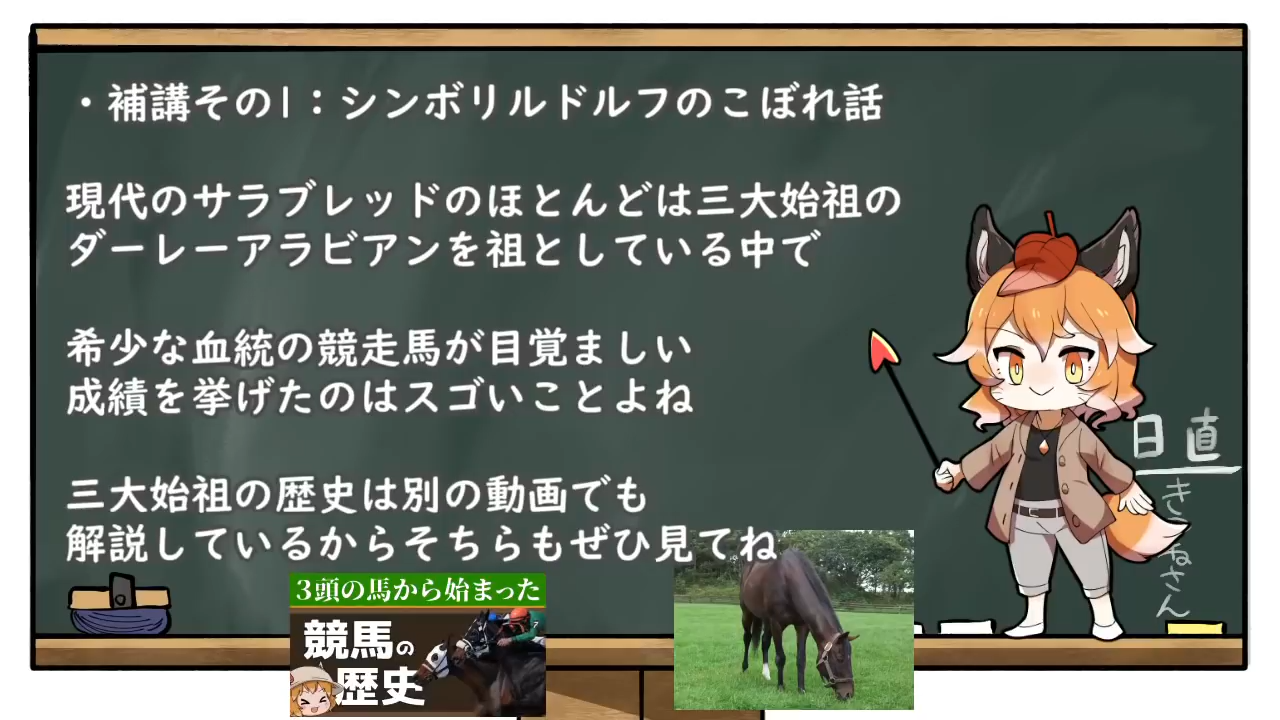 ・補講その1：シンボリルドルフのこぼれ話
現代のサラブレッドのほとんどは三大始祖の
ダーレーアラビアンを祖としている中で
希少な血統の競走馬が目覚ましい
成績を挙げたのはスゴいことよね
三大始祖の歴史は別の動画でも
解説しているからそちらもぜひ見てね
日直
きつねさん
3頭の馬から始まった
競馬の
歴史